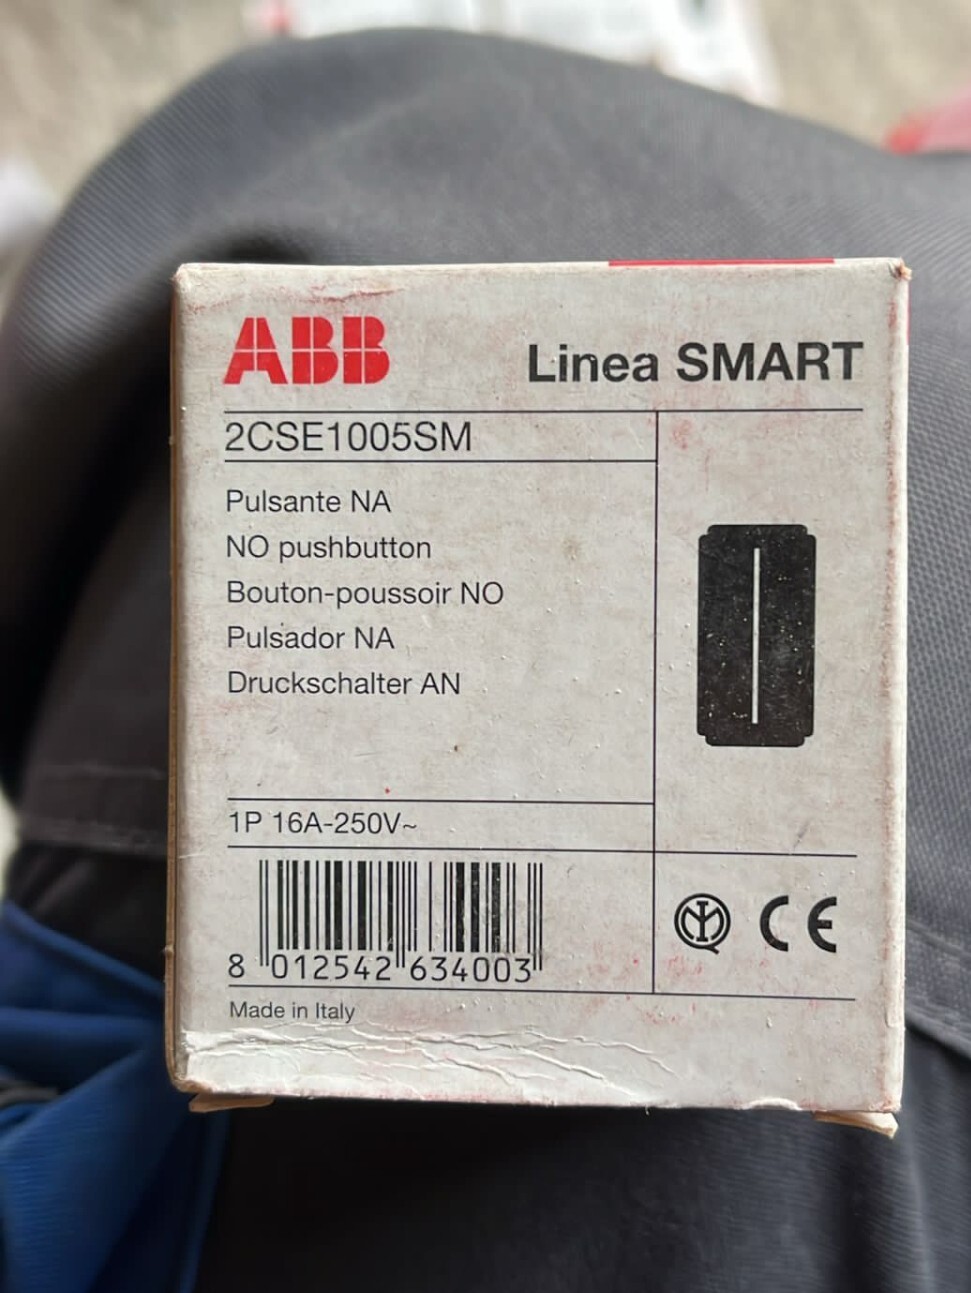 ABB
Linea SMART
2CSE1005SM
Pulsante NA
NO pushbutton
Bouton-poussoir NO
Pulsador NA
Druckschalter AN
1P 16A-250V~
8 012542 634003
CE
Made in Italy